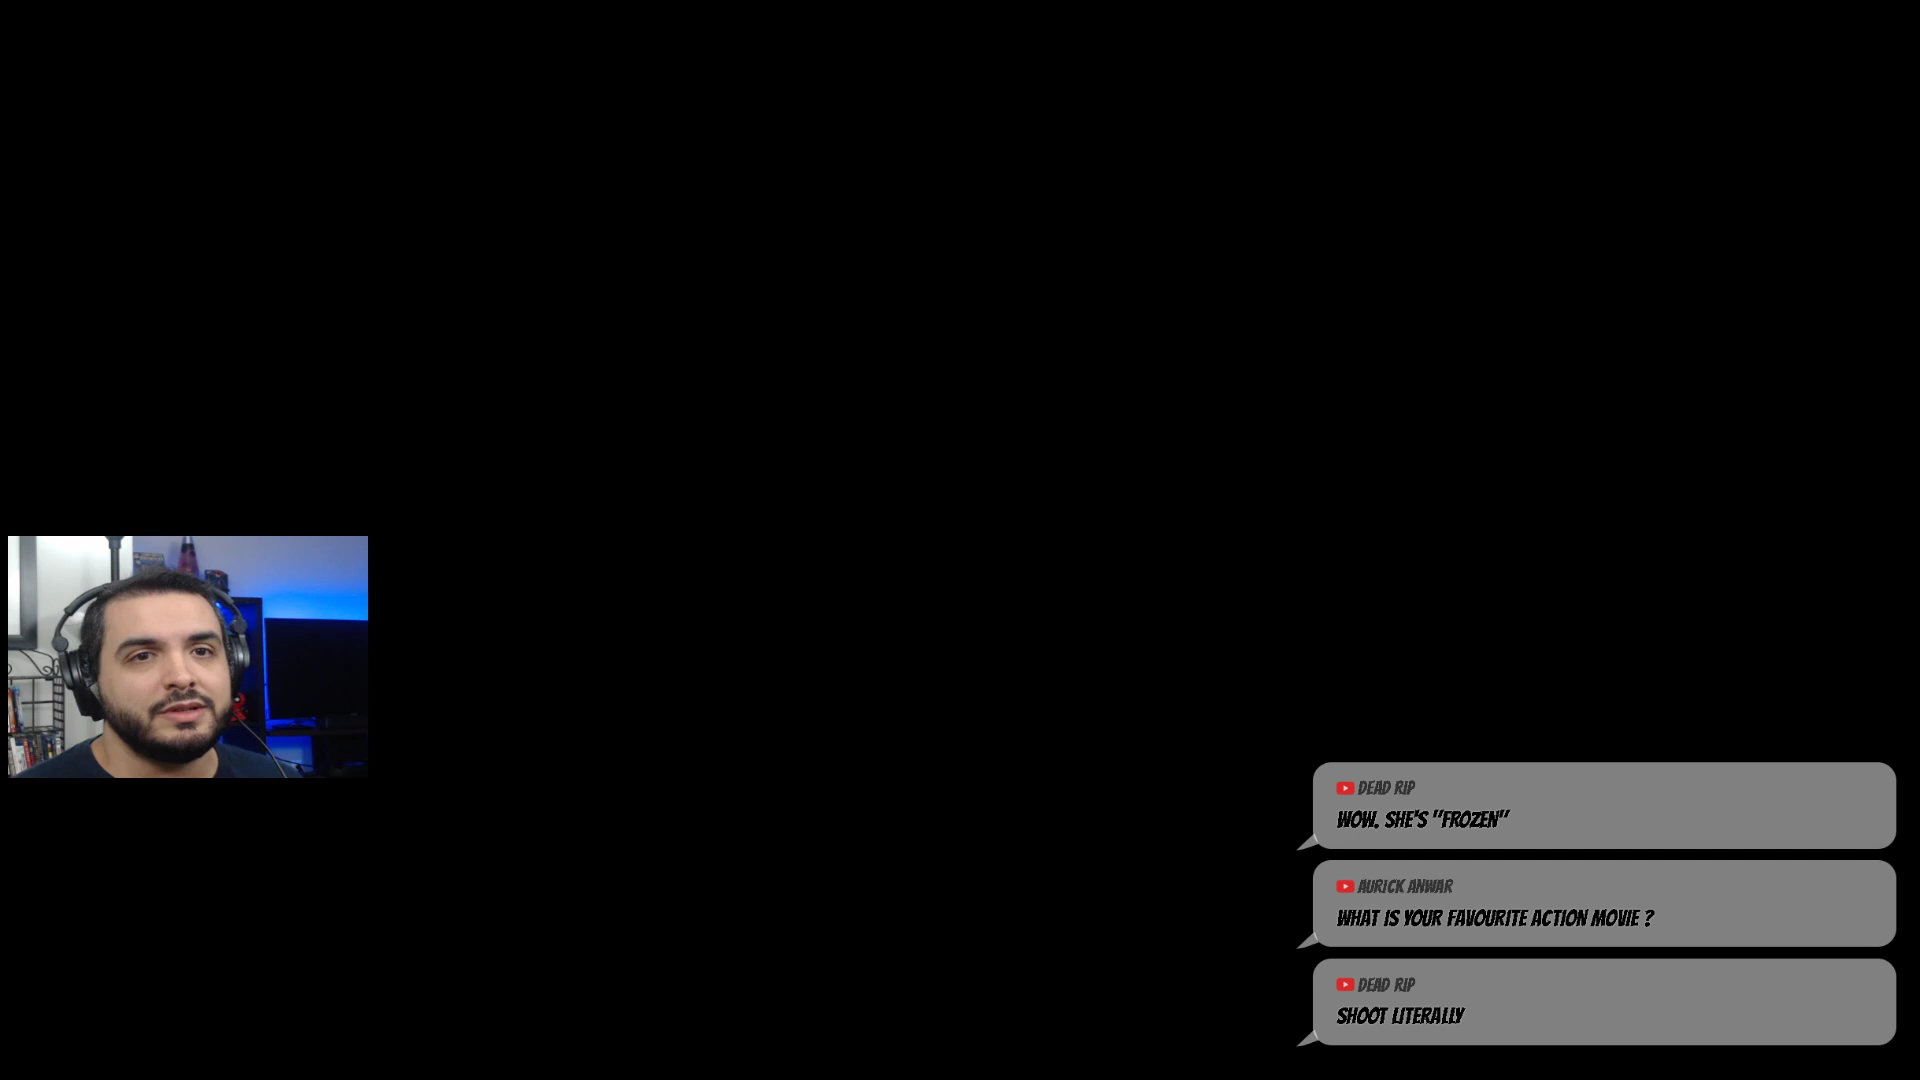 DEAD RIP
WOW. SHE'S "FROZEN"
AURICK ANWAR
WHAT IS YOUR FAVOURITE ACTION MOVIE ?
DEAD RIP
SHOOT LITERALLY